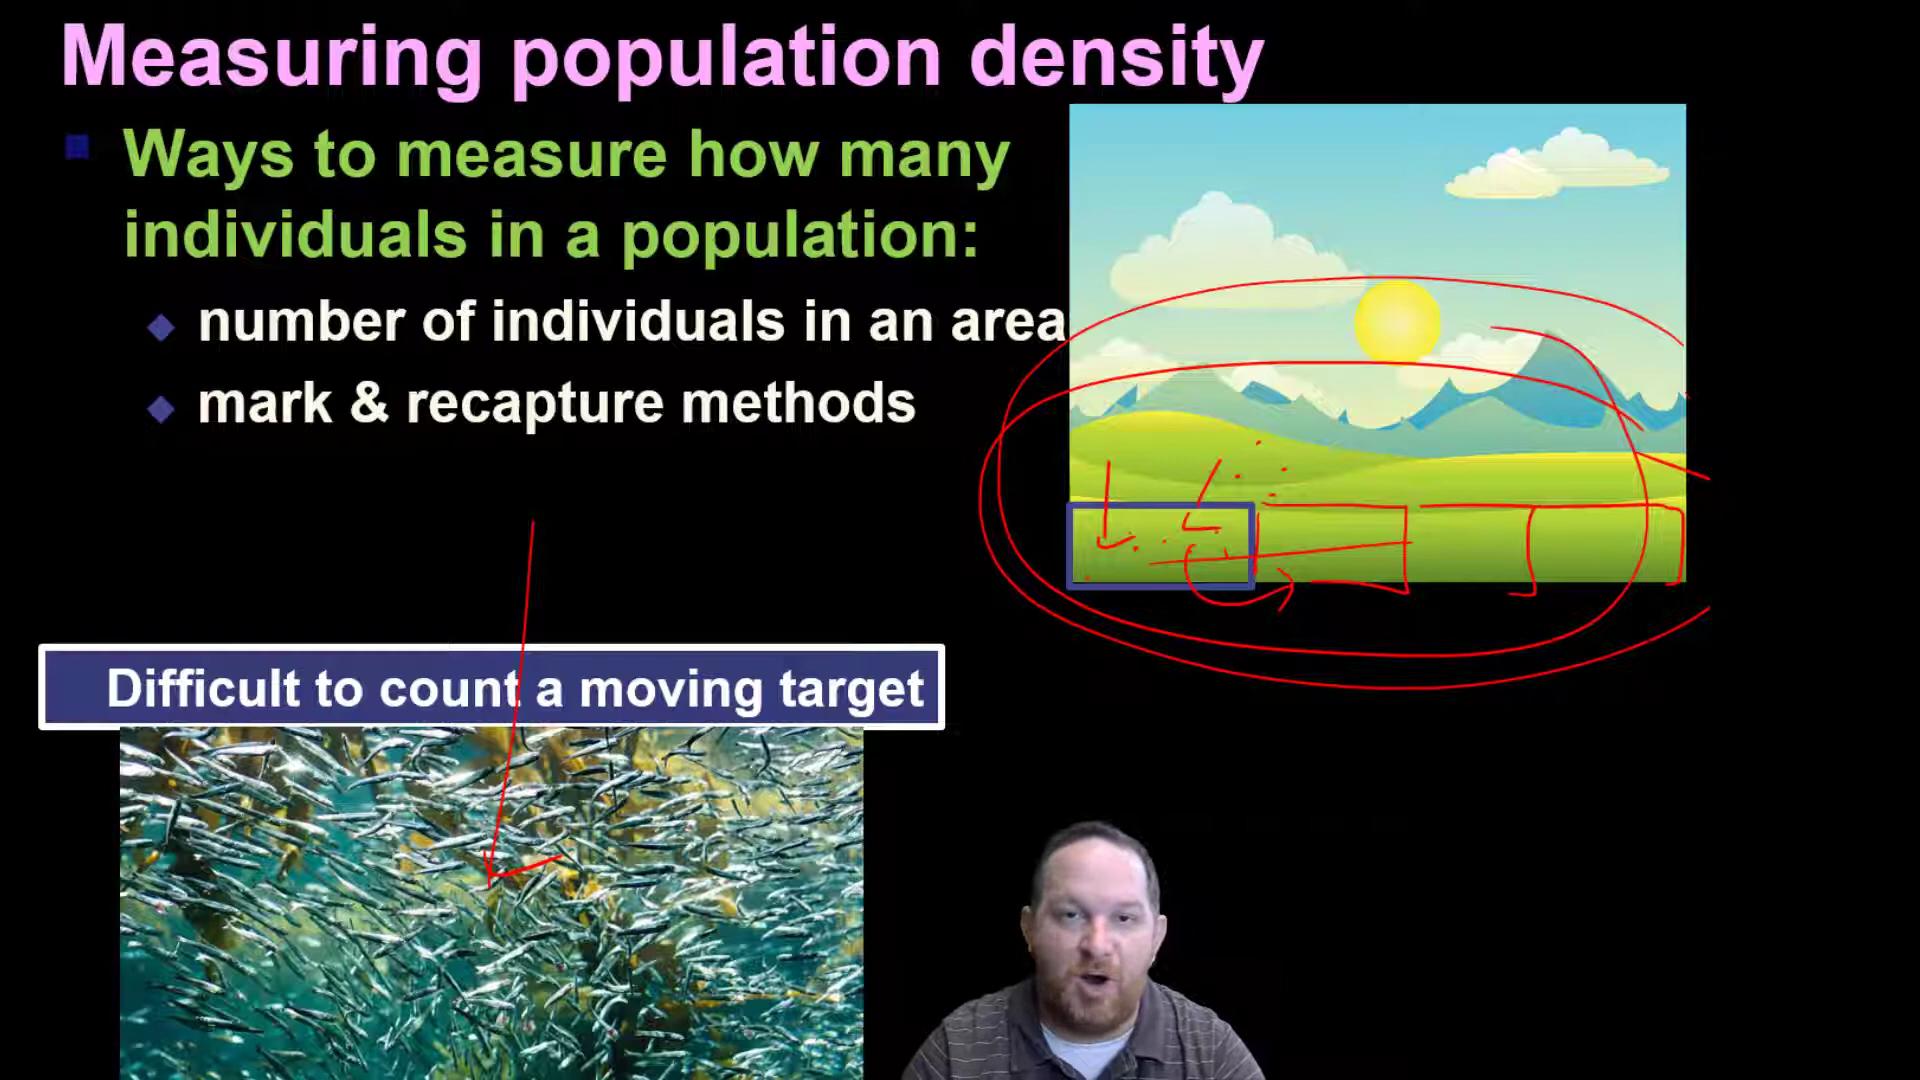 Measuring population density
Ways to measure how many
individuals in a population:
number of individuals in an area
mark & recapture methods
Difficult to count a moving target